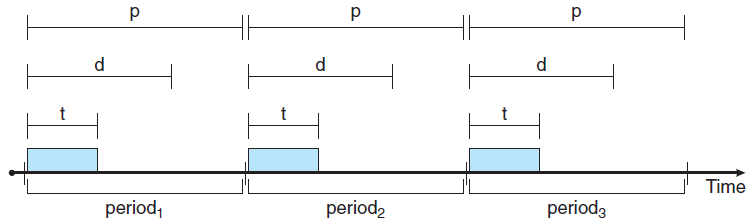 p p p
d d d
t t t
Time
period₁ period₂ period₃